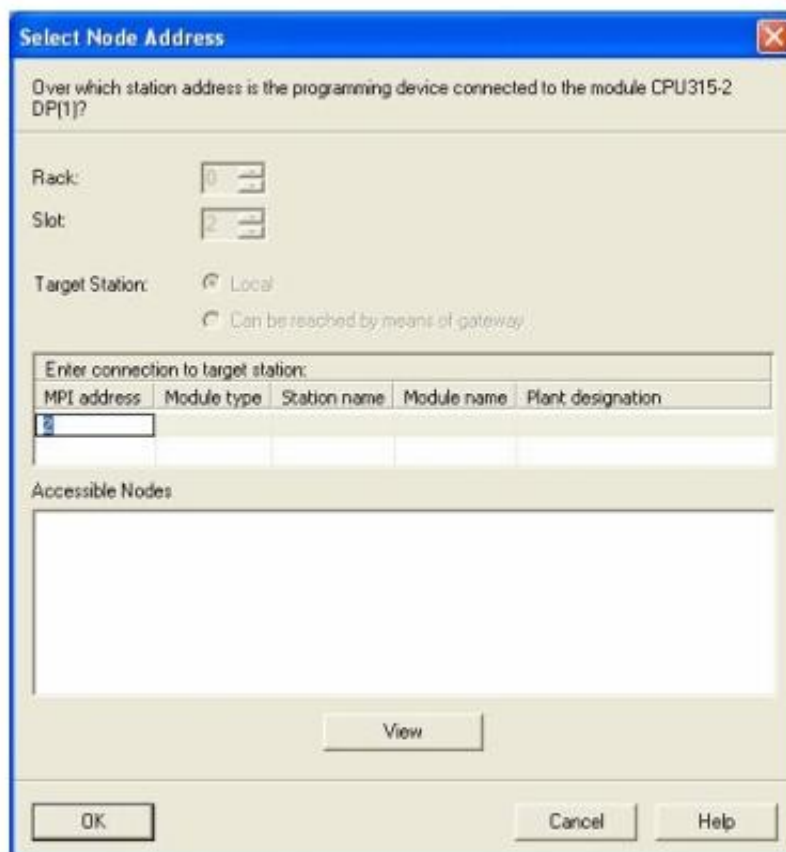 Select Node Address
Over which station address is the programming device connected to the module CPU315-2
DP(1)?
Rack: 0
Slot: 2
Target Station: Local
Can be reached by means of gateway
Enter connection to target station:
MPI address Module type Station name Module name Plant designation
2
Accessible Nodes
View
OK Cancel Help